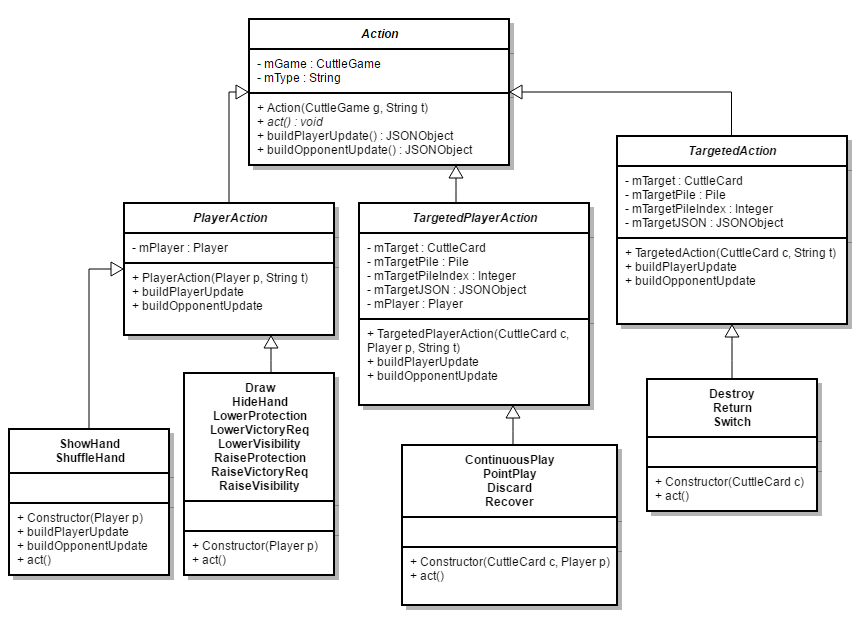 Action
- mGame : CuttleGame
- mType : String
+ Action(CuttleGame g, String t)
+ act() : void
+ buildPlayerUpdate() : JSONObject
+ buildOpponentUpdate() : JSONObject
PlayerAction
- mPlayer : Player
+ PlayerAction(Player p, String t)
+ buildPlayerUpdate
+ buildOpponentUpdate
TargetedPlayerAction
- mTarget : CuttleCard
- mTargetPile : Pile
- mTargetPileIndex : Integer
- mTargetJSON : JSONObject
- mPlayer : Player
+ TargetedPlayerAction(CuttleCard c,
Player p, String t)
+ buildPlayerUpdate
+ buildOpponentUpdate
TargetedAction
- mTarget : CuttleCard
- mTargetPile : Pile
- mTargetPileIndex : Integer
- mTargetJSON : JSONObject
+ TargetedAction(CuttleCard c, String t)
+ buildPlayerUpdate
+ buildOpponentUpdate
ShowHand
ShuffleHand
+ Constructor(Player p)
+ buildPlayerUpdate
+ buildOpponentUpdate
+ act()
Draw
HideHand
LowerProtection
LowerVictoryReq
LowerVisibility
RaiseProtection
RaiseVictoryReq
RaiseVisibility
+ Constructor(Player p)
+ act()
ContinuousPlay
PointPlay
Discard
Recover
+ Constructor(CuttleCard c, Player p)
+ act()
Destroy
Return
Switch
+ Constructor(CuttleCard c)
+ act()